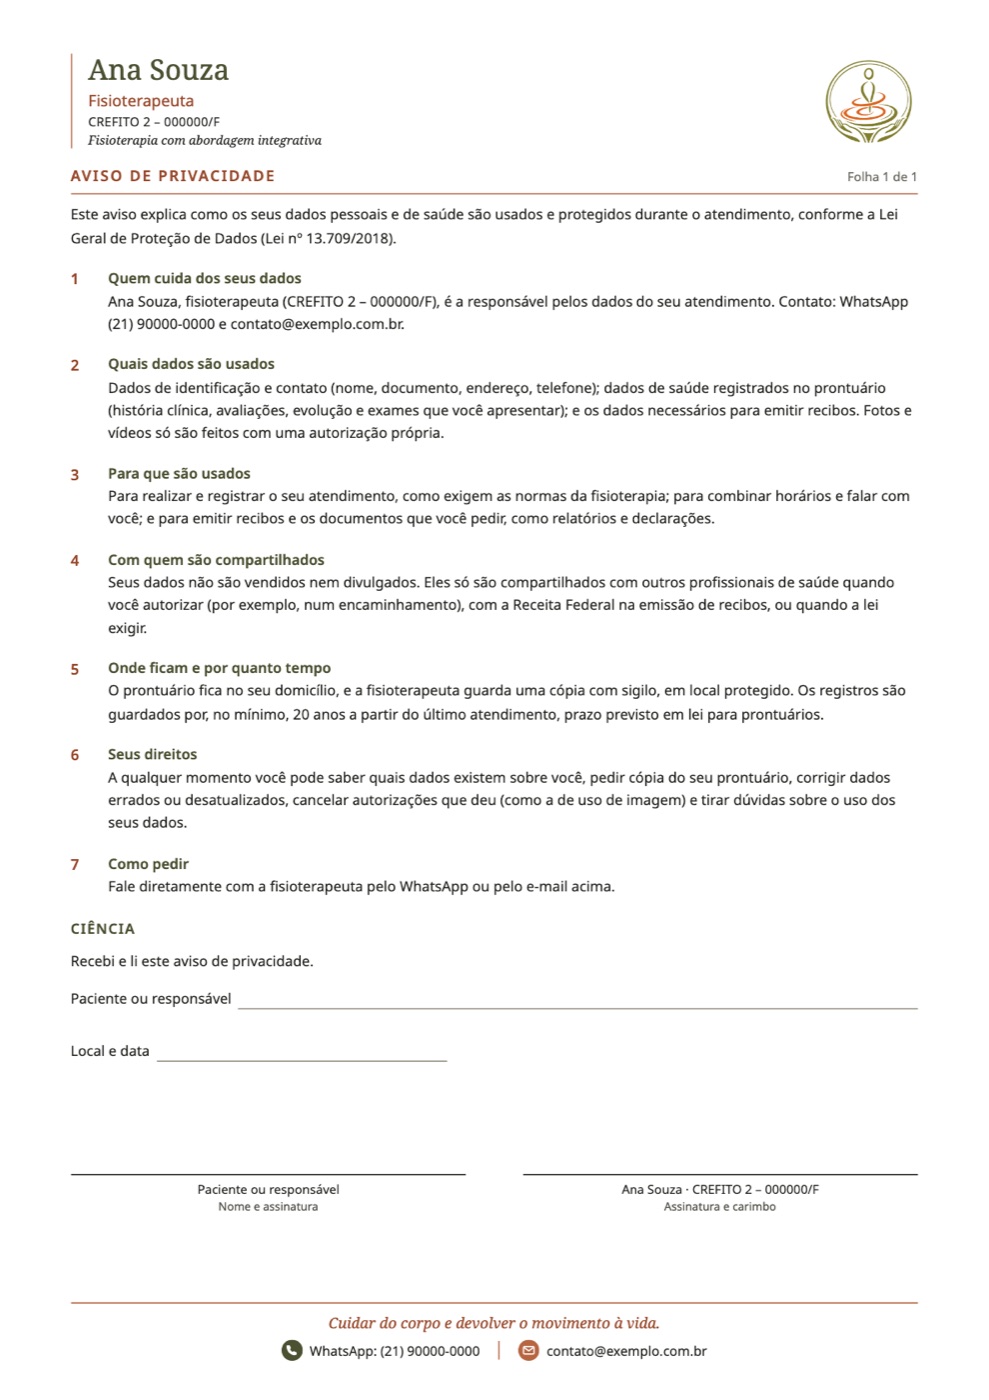 Ana Souza
Fisioterapeuta
CREFITO 2 – 000000/F
Fisioterapia com abordagem integrativa
AVISO DE PRIVACIDADE
Folha 1 de 1
Este aviso explica como os seus dados pessoais e de saúde são usados e protegidos durante o atendimento, conforme a Lei
Geral de Proteção de Dados (Lei nº 13.709/2018).
1 Quem cuida dos seus dados
Ana Souza, fisioterapeuta (CREFITO 2 – 000000/F), é a responsável pelos dados do seu atendimento. Contato: WhatsApp
(21) 90000-0000 e contato@exemplo.com.br.
2 Quais dados são usados
Dados de identificação e contato (nome, documento, endereço, telefone); dados de saúde registrados no prontuário
(história clínica, avaliações, evolução e exames que você apresentar); e os dados necessários para emitir recibos. Fotos e
vídeos só são feitos com uma autorização própria.
3 Para que são usados
Para realizar e registrar o seu atendimento, como exigem as normas da fisioterapia; para combinar horários e falar com
você; e para emitir recibos e os documentos que você pedir, como relatórios e declarações.
4 Com quem são compartilhados
Seus dados não são vendidos nem divulgados. Eles só são compartilhados com outros profissionais de saúde quando
você autorizar (por exemplo, num encaminhamento), com a Receita Federal na emissão de recibos, ou quando a lei
exigir.
5 Onde ficam e por quanto tempo
O prontuário fica no seu domicílio, e a fisioterapeuta guarda uma cópia com sigilo, em local protegido. Os registros são
guardados por, no mínimo, 20 anos a partir do último atendimento, prazo previsto em lei para prontuários.
6 Seus direitos
A qualquer momento você pode saber quais dados existem sobre você, pedir cópia do seu prontuário, corrigir dados
errados ou desatualizados, cancelar autorizações que deu (como a de uso de imagem) e tirar dúvidas sobre o uso dos
seus dados.
7 Como pedir
Fale diretamente com a fisioterapeuta pelo WhatsApp ou pelo e-mail acima.
CIÊNCIA
Recebi e li este aviso de privacidade.
Paciente ou responsável
Local e data
Paciente ou responsável
Nome e assinatura
Ana Souza · CREFITO 2 – 000000/F
Assinatura e carimbo
Cuidar do corpo e devolver o movimento à vida.
WhatsApp: (21) 90000-0000 | contato@exemplo.com.br